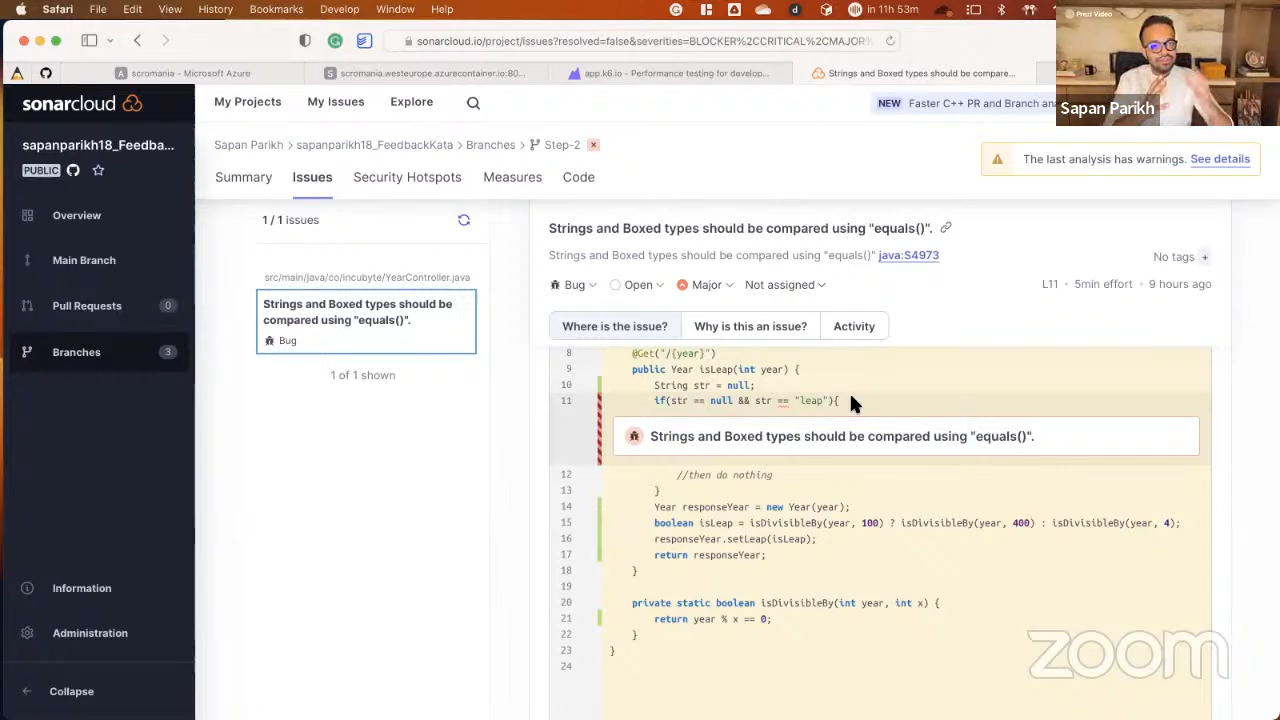 Safari
File
Edit
View
History
Bookmarks
Window
Help
in 11h 53m
sonarcloud.io/project/issues?resolved=false&severities=BLOCKER%2CCRITICAL%2CMAJOR%
scromania - Microsoft Azure
scromania.westeurope.azurecontainer.io:80...
app.k6.io - Performance testing for develop...
Strings and Boxed types should be compare...
Prezi Video
Sapan Parikh
sonarcloud
My Projects
My Issues
Explore
NEW Faster C++ PR and Branch ana
sapanparikh18_Feedba...
PUBLIC
Overview
Main Branch
Pull Requests 0
Branches 3
Information
Administration
Collapse
Sapan Parikh > sapanparikh18_FeedbackKata > Branches > Step-2
The last analysis has warnings. See details
Summary
Issues
Security Hotspots
Measures
Code
1 / 1 issues
src/main/java/co/incubyte/YearController.java
Strings and Boxed types should be
compared using "equals()".
Bug
1 of 1 shown
Strings and Boxed types should be compared using "equals()".
Strings and Boxed types should be compared using "equals()" java:S4973
No tags +
Bug Open Major Not assigned
L11 • 5min effort • 9 hours ago
Where is the issue?
Why is this an issue?
Activity
8 @Get("/{year}")
9 public Year isLeap(int year) {
10 String str = null;
11 if(str == null && str == "leap"){
Strings and Boxed types should be compared using "equals()".
12 //then do nothing
13 }
14 Year responseYear = new Year(year);
15 boolean isLeap = isDivisibleBy(year, 100) ? isDivisibleBy(year, 400) : isDivisibleBy(year, 4);
16 responseYear.setLeap(isLeap);
17 return responseYear;
18 }
19
20 private static boolean isDivisibleBy(int year, int x) {
21 return year % x == 0;
22 }
23 }
24
zoom